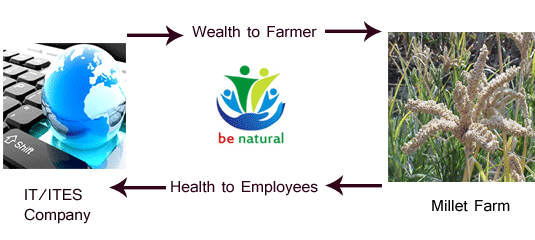 Wealth to Farmer
Shift
be natural
Health to Employees
IT/ITES
Company
Millet Farm